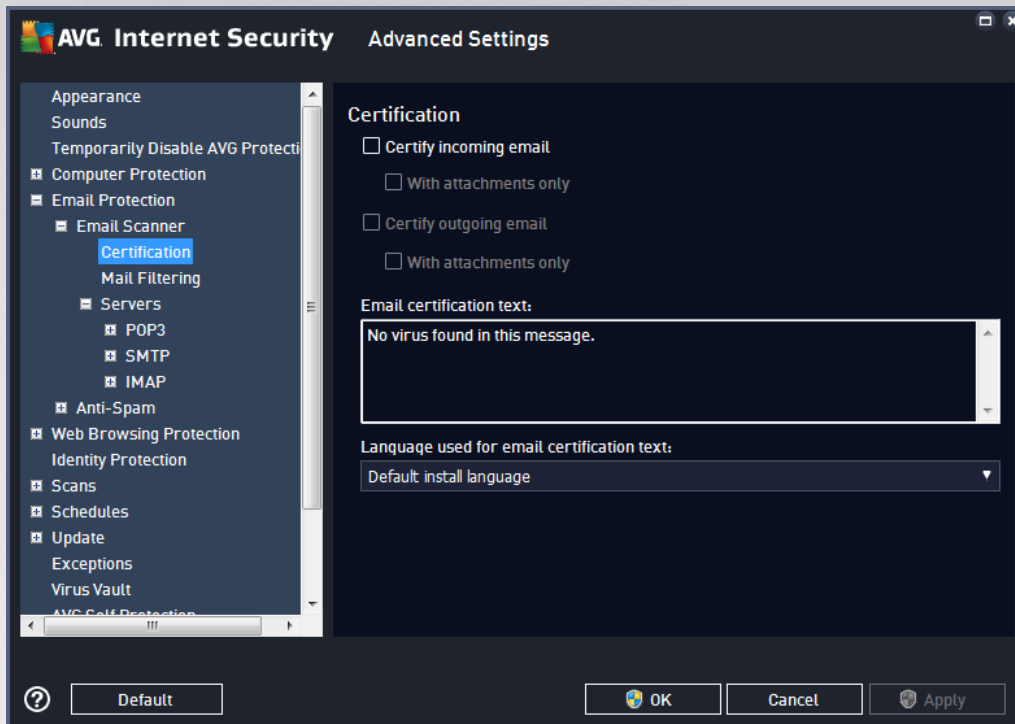 AVG Internet Security Advanced Settings
Appearance
Sounds
Temporarily Disable AVG Protecti
Computer Protection
Email Protection
Email Scanner
Certification
Mail Filtering
Servers
POP3
SMTP
IMAP
Anti-Spam
Web Browsing Protection
Identity Protection
Scans
Schedules
Update
Exceptions
Virus Vault
AVG Self Protection
Certification
Certify incoming email
With attachments only
Certify outgoing email
With attachments only
Email certification text:
No virus found in this message.
Language used for email certification text:
Default install language
? Default OK Cancel Apply